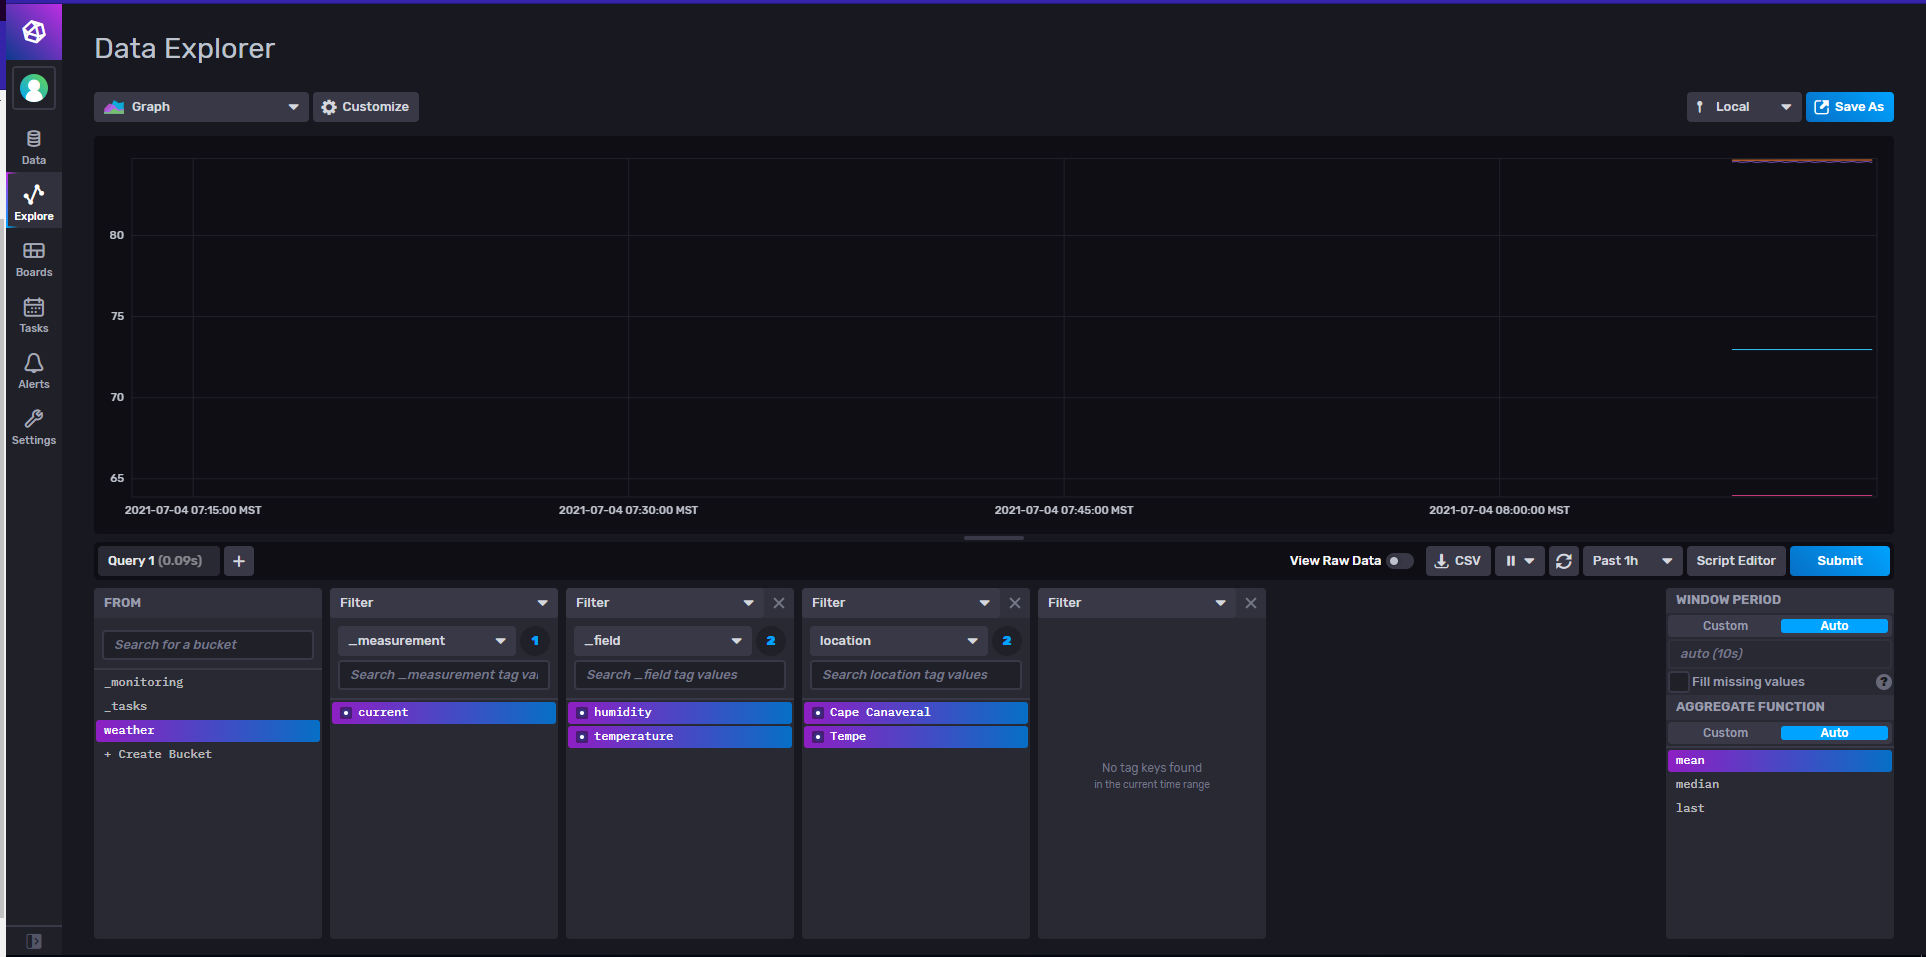 Data Explorer
Graph
Customize
Local
Save As
Data
Explore
Boards
Tasks
Alerts
Settings
80
75
70
65
2021-07-04 07:15:00 MST
2021-07-04 07:30:00 MST
2021-07-04 07:45:00 MST
2021-07-04 08:00:00 MST
Query 1 (0.09s)
+
View Raw Data
CSV
Past 1h
Script Editor
Submit
FROM
Search for a bucket
_monitoring
_tasks
weather
+ Create Bucket
Filter
_measurement
1
Search _measurement tag val
current
Filter
_field
2
Search _field tag values
humidity
temperature
Filter
location
2
Search location tag values
Cape Canaveral
Tempe
Filter
No tag keys found
in the current time range
WINDOW PERIOD
Custom
Auto
auto (10s)
Fill missing values
?
AGGREGATE FUNCTION
Custom
Auto
mean
median
last